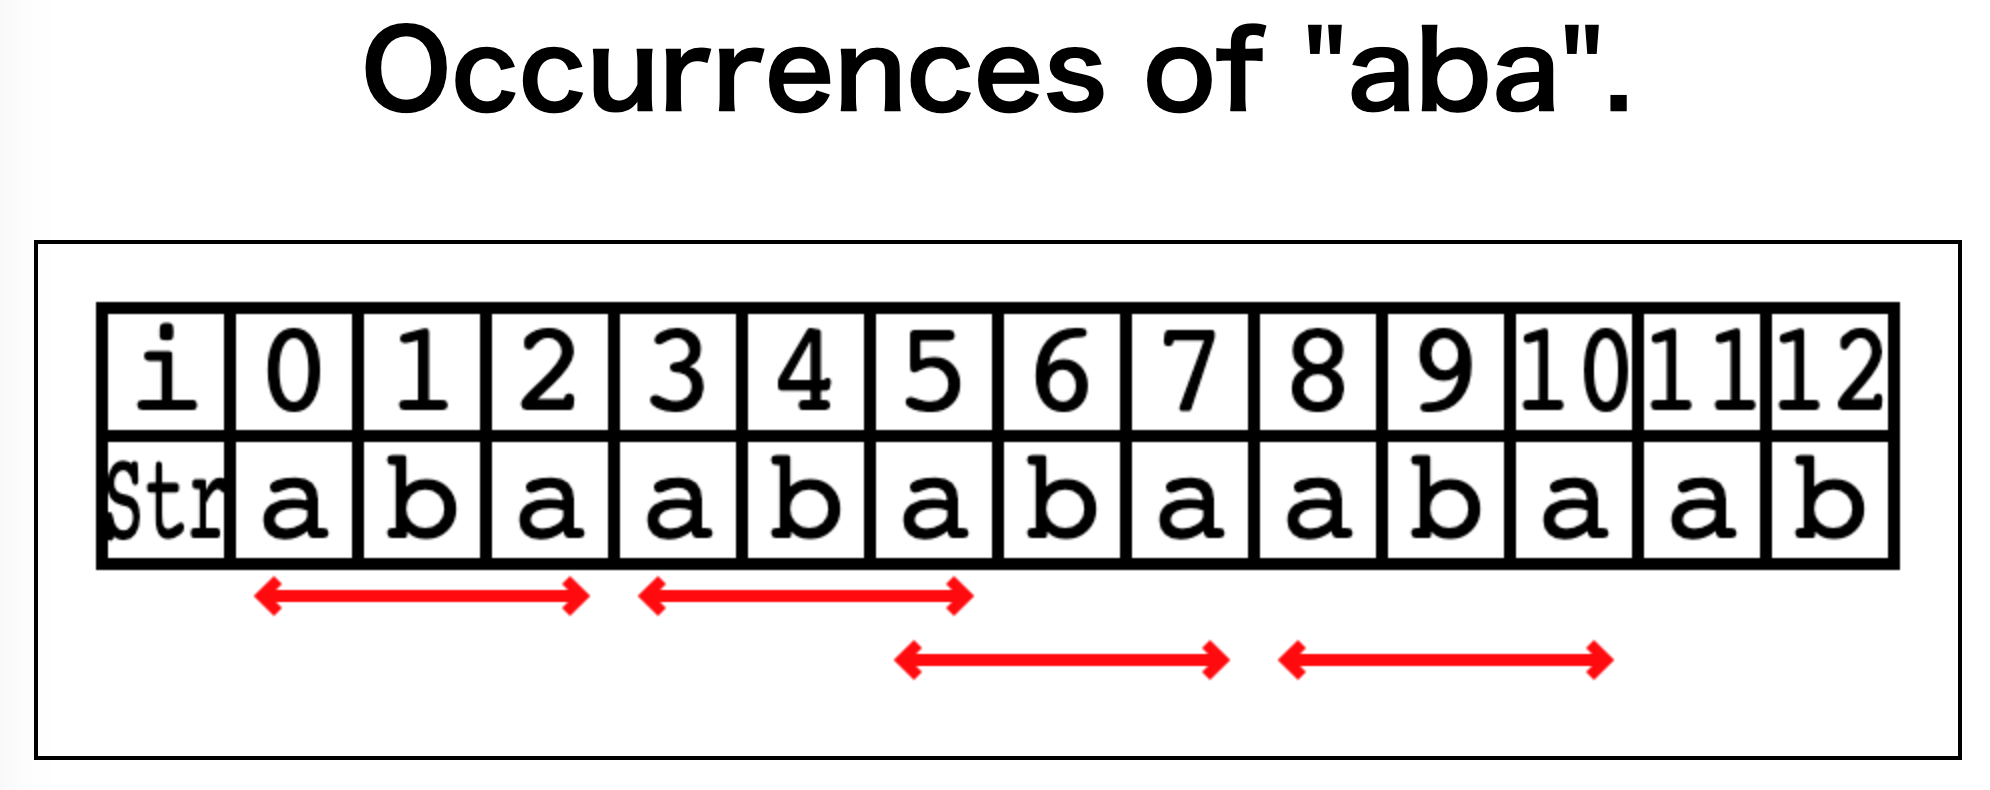 Occurrences of "aba".
i 0 1 2 3 4 5 6 7 8 9 10 11 12
Str a b a a b a b a a b a a b